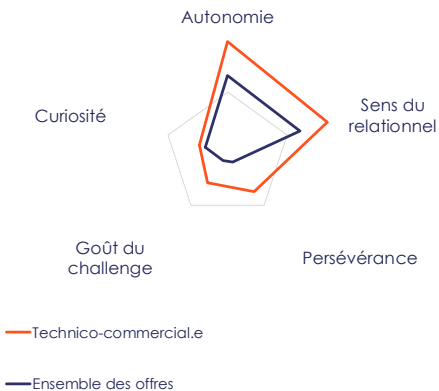 Autonomie
Curiosité
Sens du
relationnel
Goût du
challenge
Persévérance
Technico-commercial.e
Ensemble des offres